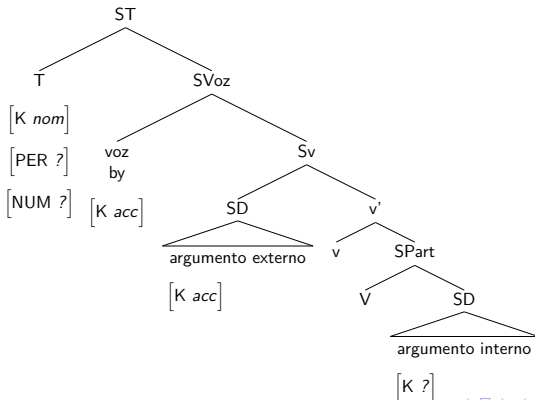 ST
T
SVoz
[K nom]
[PER ?]
[NUM ?]
voz
by
[K acc]
Sv
SD
argumento externo
[K acc]
v'
v
SPart
V
SD
argumento interno
[K ?]